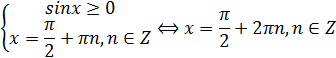 { sinx ≥ 0
x = π/2 + πn, n ∈ Z ⇔ x = π/2 + 2πn, n ∈ Z